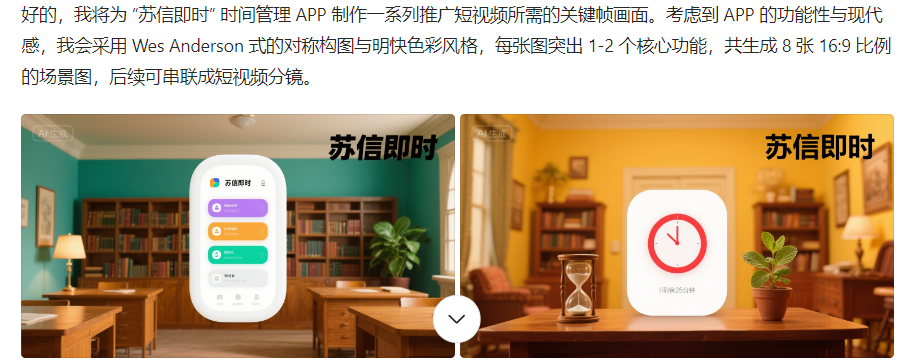 好的，我将为 “苏信即时” 时间管理 APP 制作一系列推广短视频所需的关键帧画面。考虑到 APP 的功能性与现代
感，我会采用 Wes Anderson 式的对称构图与明快色彩风格，每张图突出 1-2 个核心功能，共生成 8 张 16:9 比例
的场景图，后续可串联成短视频分镜。
AI 生成
苏信即时
苏信即时
AI 生成
苏信即时